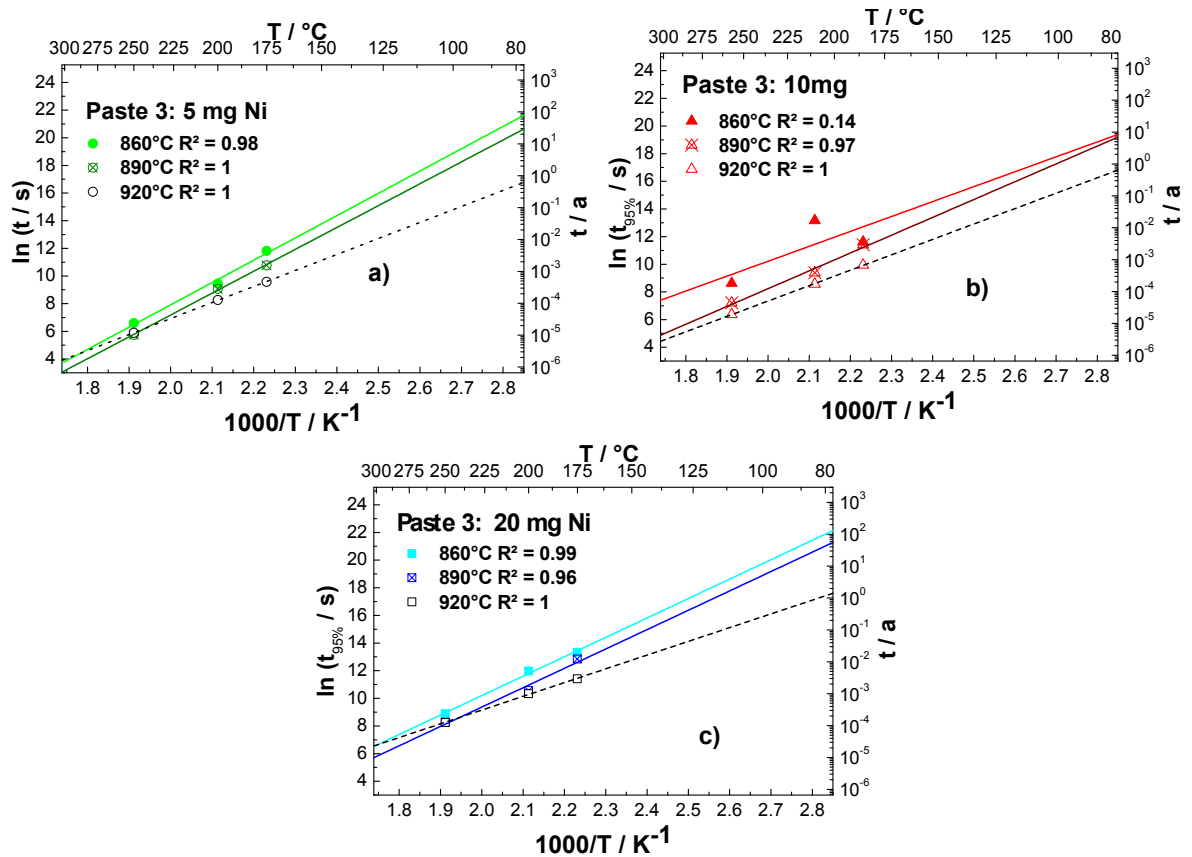 T / °C
300 275 250 225 200 175 150 125 100 80
Paste 3: 5 mg Ni
860°C R² = 0.98
890°C R² = 1
920°C R² = 1
ln (t / s)
24
22
20
18
16
14
12
10
8
6
4
10³
10²
10¹
10⁰
10⁻¹
10⁻²
10⁻³
10⁻⁴
10⁻⁵
10⁻⁶
t / a
a)
1.8 1.9 2.0 2.1 2.2 2.3 2.4 2.5 2.6 2.7 2.8
1000/T / K⁻¹
T / °C
300 275 250 225 200 175 150 125 100 80
Paste 3: 10mg
860°C R² = 0.14
890°C R² = 0.97
920°C R² = 1
ln (t95% / s)
24
22
20
18
16
14
12
10
8
6
4
10³
10²
10¹
10⁰
10⁻¹
10⁻²
10⁻³
10⁻⁴
10⁻⁵
10⁻⁶
t / a
b)
1.8 1.9 2.0 2.1 2.2 2.3 2.4 2.5 2.6 2.7 2.8
1000/T / K⁻¹
T / °C
300 275 250 225 200 175 150 125 100 80
Paste 3: 20 mg Ni
860°C R² = 0.99
890°C R² = 0.96
920°C R² = 1
ln (t95% / s)
24
22
20
18
16
14
12
10
8
6
4
10³
10²
10¹
10⁰
10⁻¹
10⁻²
10⁻³
10⁻⁴
10⁻⁵
10⁻⁶
t / a
c)
1.8 1.9 2.0 2.1 2.2 2.3 2.4 2.5 2.6 2.7 2.8
1000/T / K⁻¹